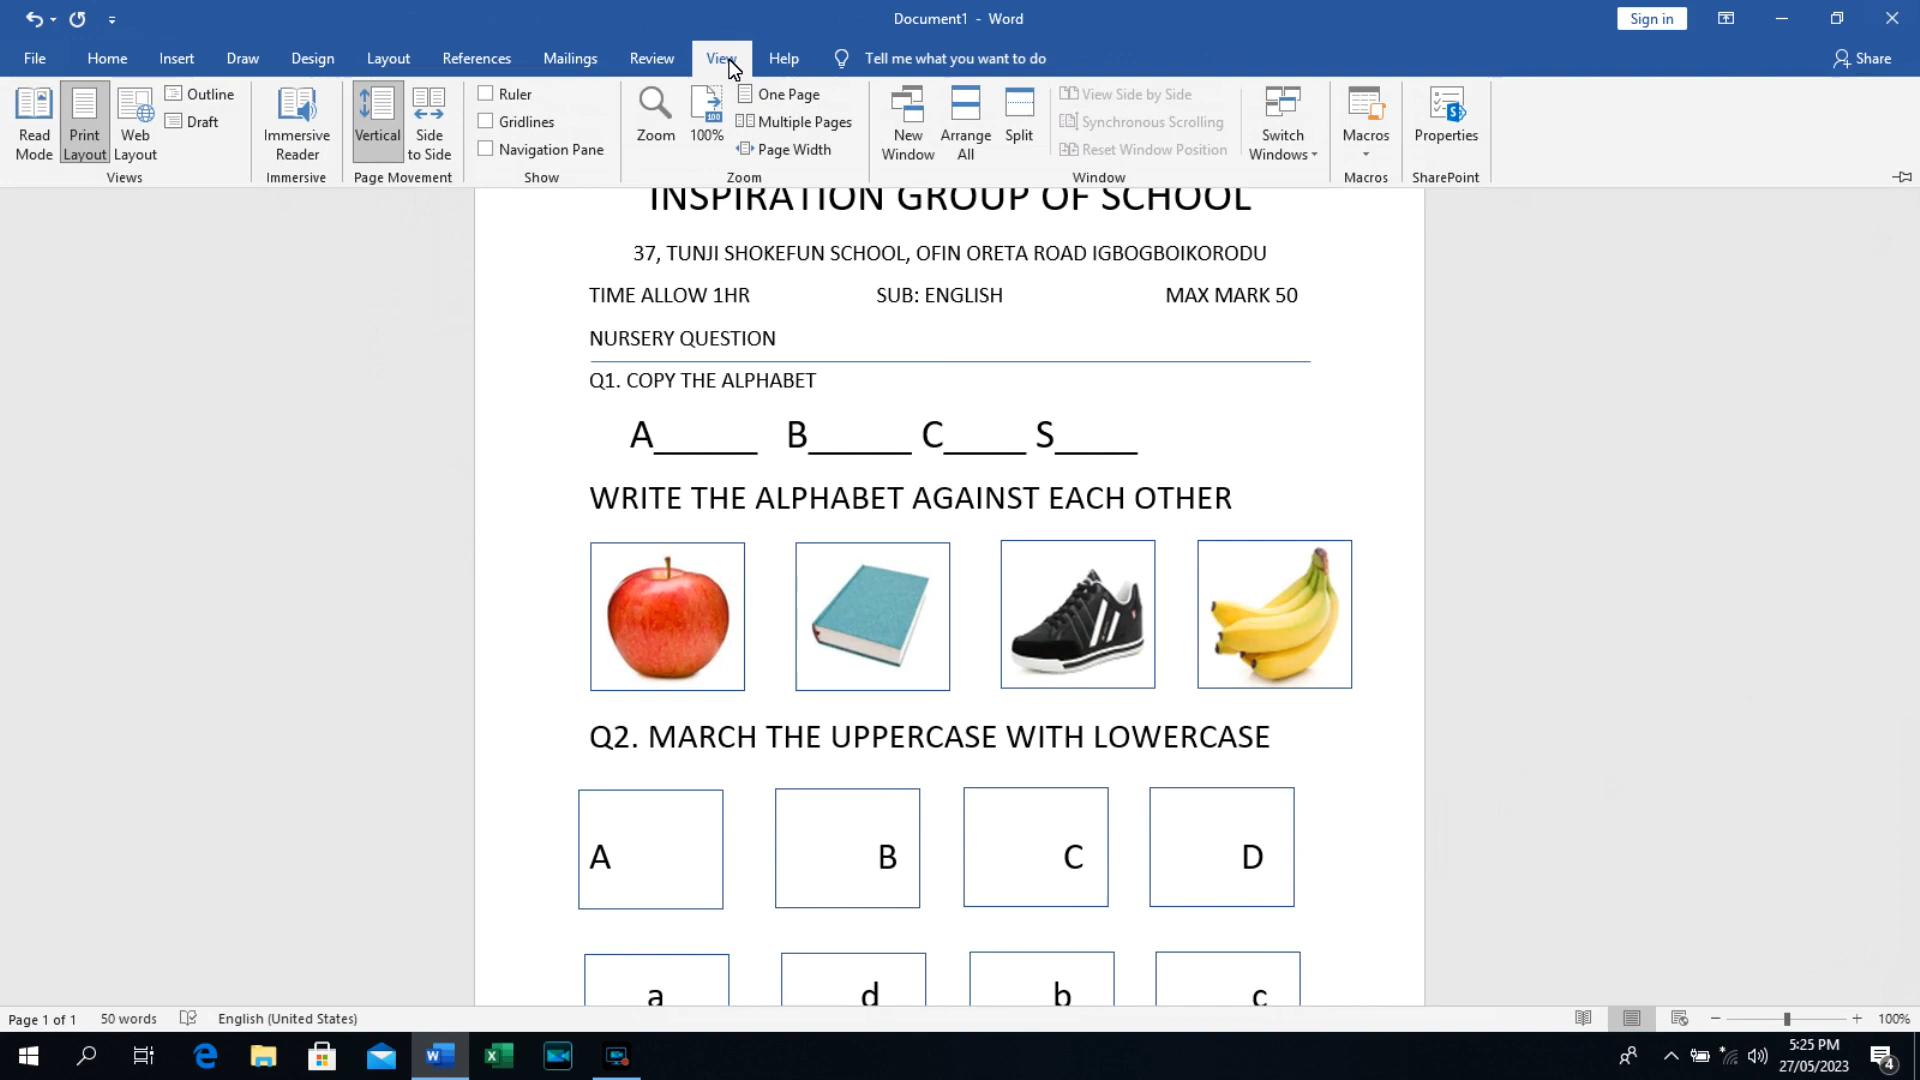 Document1 - Word
Sign in
File Home Insert Draw Design Layout References Mailings Review View Help Tell me what you want to do Share
Read Mode
Print Layout
Web Layout
Outline
Draft
Views
Immersive Reader
Immersive
Vertical
Side to Side
Page Movement
Ruler
Gridlines
Navigation Pane
Show
Zoom
100
100%
One Page
Multiple Pages
Page Width
Zoom
New Window
Arrange All
Split
View Side by Side
Synchronous Scrolling
Reset Window Position
Switch Windows
Window
Macros
Macros
Properties
SharePoint
INSPIRATION GROUP OF SCHOOL
37, TUNJI SHOKEFUN SCHOOL, OFIN ORETA ROAD IGBOGBOIKORODU
TIME ALLOW 1HR SUB: ENGLISH MAX MARK 50
NURSERY QUESTION
Q1. COPY THE ALPHABET
A_____ B_____ C____ S____
WRITE THE ALPHABET AGAINST EACH OTHER
Q2. MARCH THE UPPERCASE WITH LOWERCASE
A B C D
a d b c
Page 1 of 1 50 words English (United States) 100%
5:25 PM
27/05/2023
4